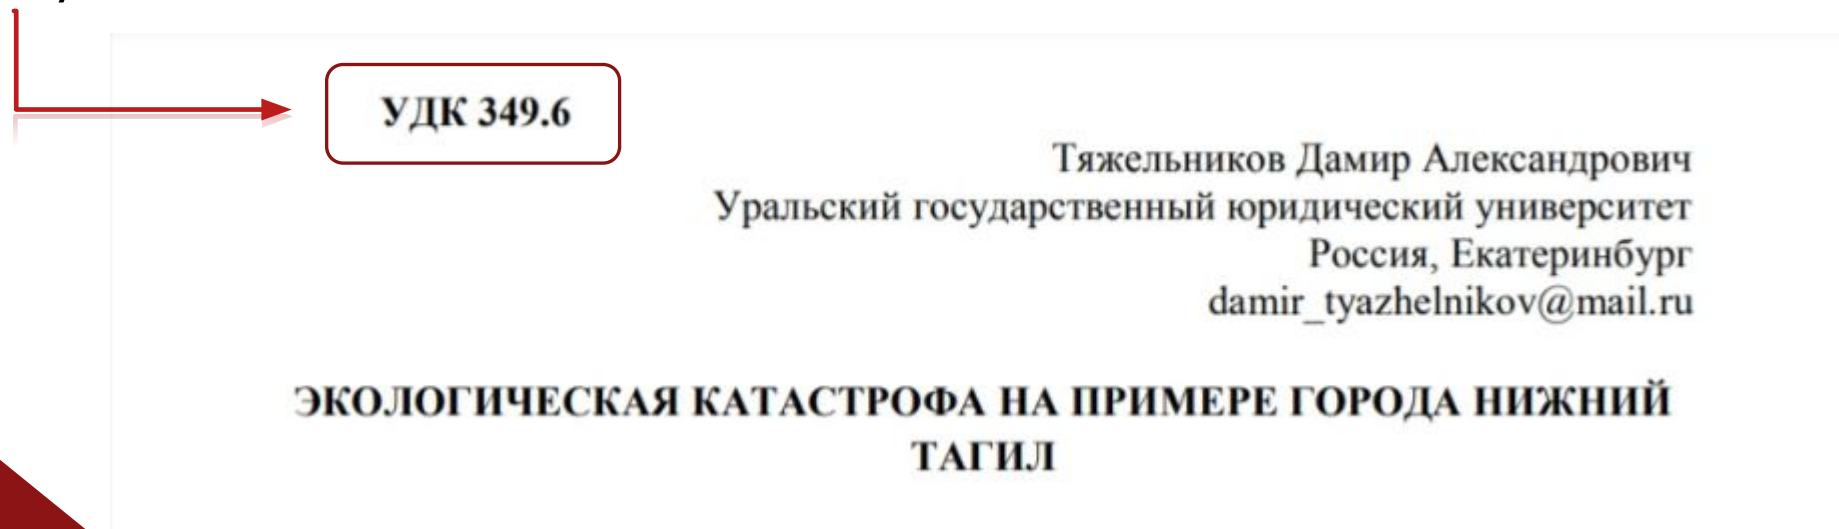 УДК 349.6
Тяжельников Дамир Александрович
Уральский государственный юридический университет
Россия, Екатеринбург
damir_tyazhelnikov@mail.ru
ЭКОЛОГИЧЕСКАЯ КАТАСТРОФА НА ПРИМЕРЕ ГОРОДА НИЖНИЙ
ТАГИЛ